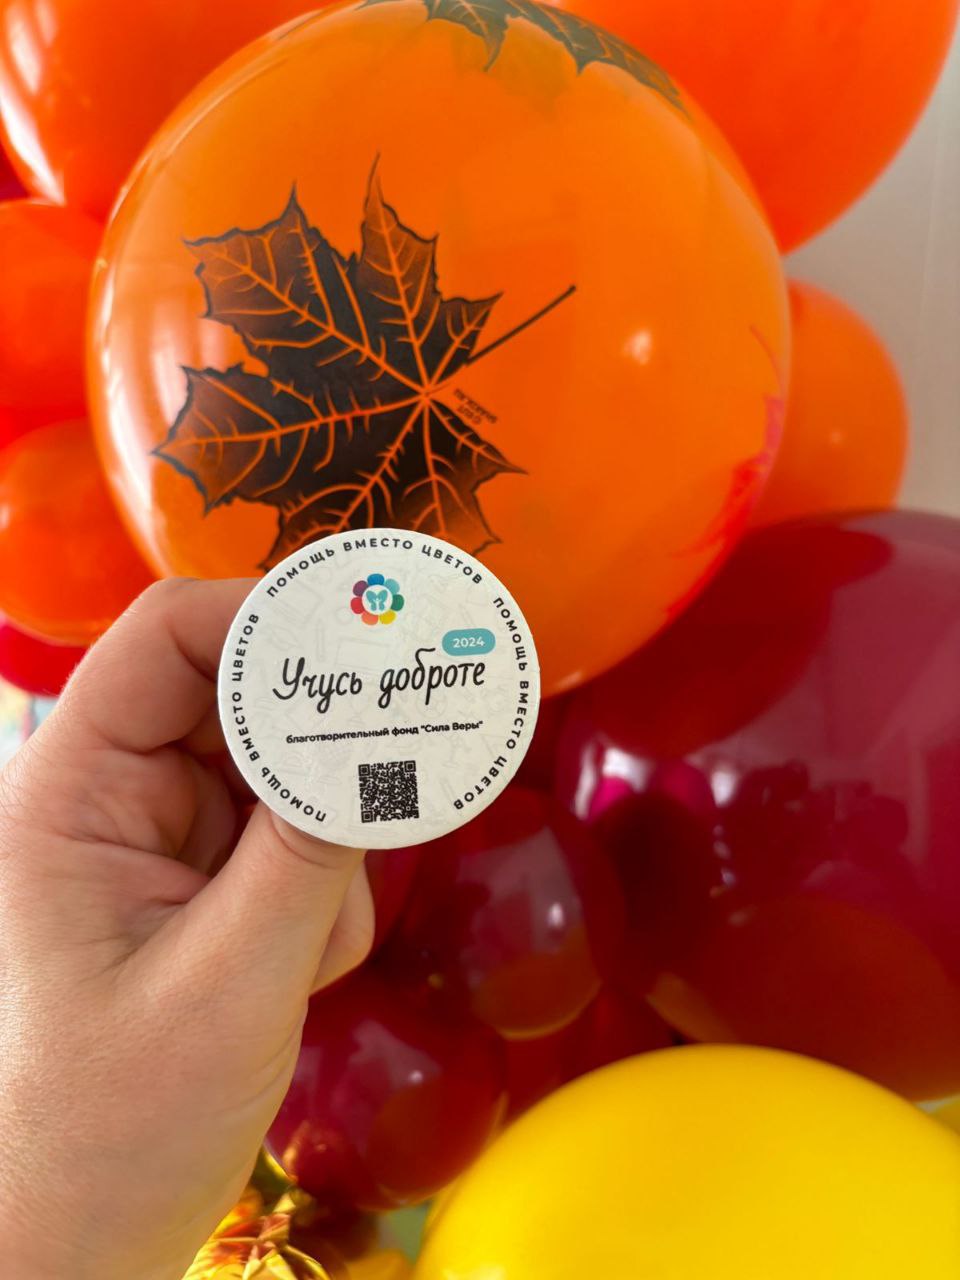 ПОМОЩЬ ВМЕСТО ЦВЕТОВ
ПОМОЩЬ ВМЕСТО ЦВЕТОВ
ПОМОЩЬ ВМЕСТО ЦВЕТОВ
2024
Учусь доброте
благотворительный фонд "Сила Веры"